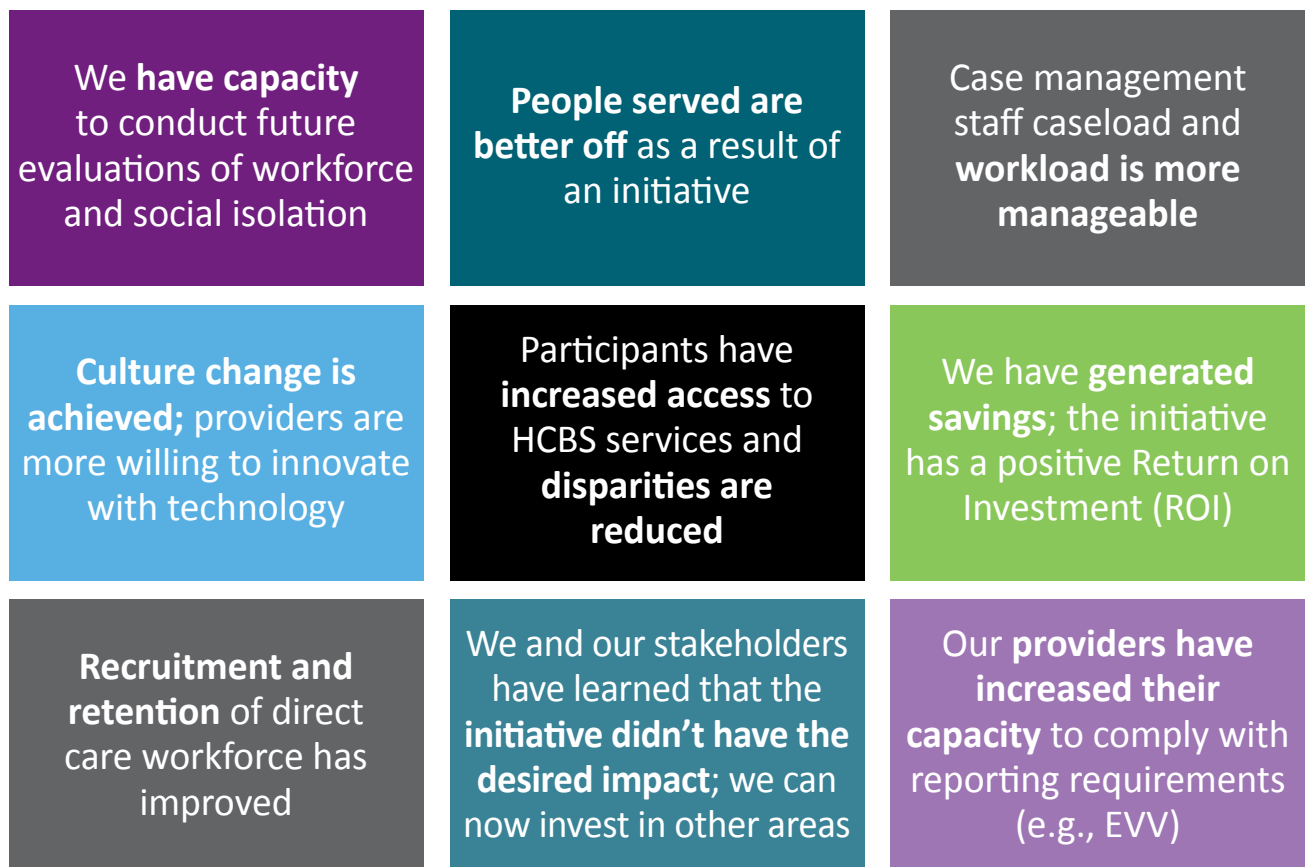 We have capacity
to conduct future
evaluations of workforce
and social isolation
People served are
better off as a result of
an initiative
Case management
staff caseload and
workload is more
manageable
Culture change is
achieved; providers are
more willing to innovate
with technology
Participants have
increased access to
HCBS services and
disparities are
reduced
We have generated
savings; the initiative
has a positive Return on
Investment (ROI)
Recruitment and
retention of direct
care workforce has
improved
We and our stakeholders
have learned that the
initiative didn’t have the
desired impact; we can
now invest in other areas
Our providers have
increased their
capacity to comply with
reporting requirements
(e.g., EVV)